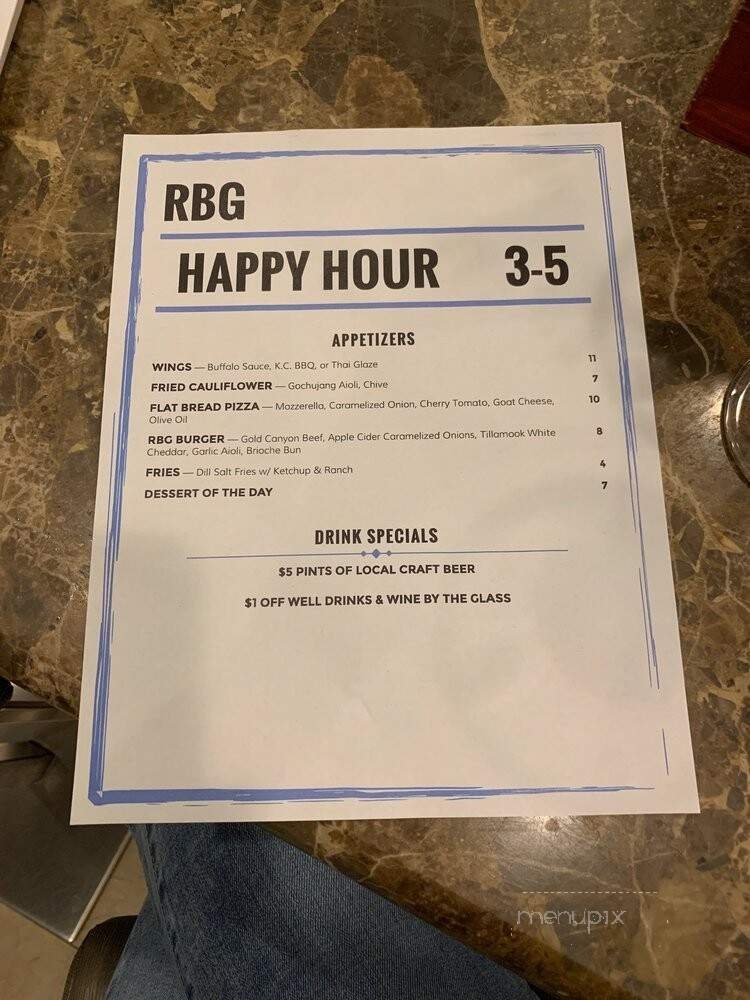 RBG
HAPPY HOUR 3-5
APPETIZERS
WINGS — Buffalo Sauce, K.C. BBQ, or Thai Glaze 11
FRIED CAULIFLOWER — Gochujang Aioli, Chive 7
FLAT BREAD PIZZA — Mozzerella, Caramelized Onion, Cherry Tomato, Goat Cheese, 10
Olive Oil
RBG BURGER — Gold Canyon Beef, Apple Cider Caramelized Onions, Tillamook White 8
Cheddar, Garlic Aioli, Brioche Bun
FRIES — Dill Salt Fries w/ Ketchup & Ranch 4
DESSERT OF THE DAY 7
DRINK SPECIALS
$5 PINTS OF LOCAL CRAFT BEER
$1 OFF WELL DRINKS & WINE BY THE GLASS
menupix